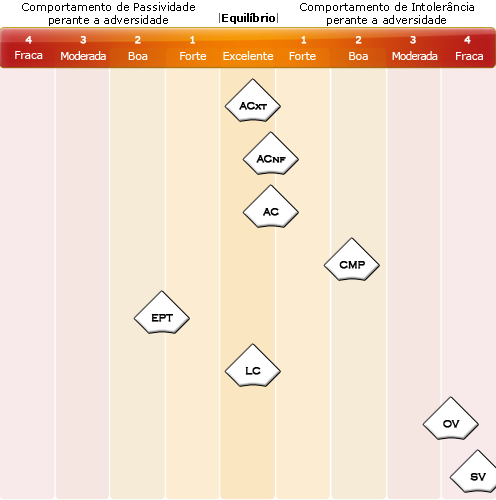 Comportamento de Passividade
perante a adversidade
|Equilíbrio|
Comportamento de Intolerância
perante a adversidade
4 3 2 1 1 2 3 4
Fraca Moderada Boa Forte Excelente Forte Boa Moderada Fraca
ACXT
ACNF
AC
CMP
EPT
LC
OV
SV